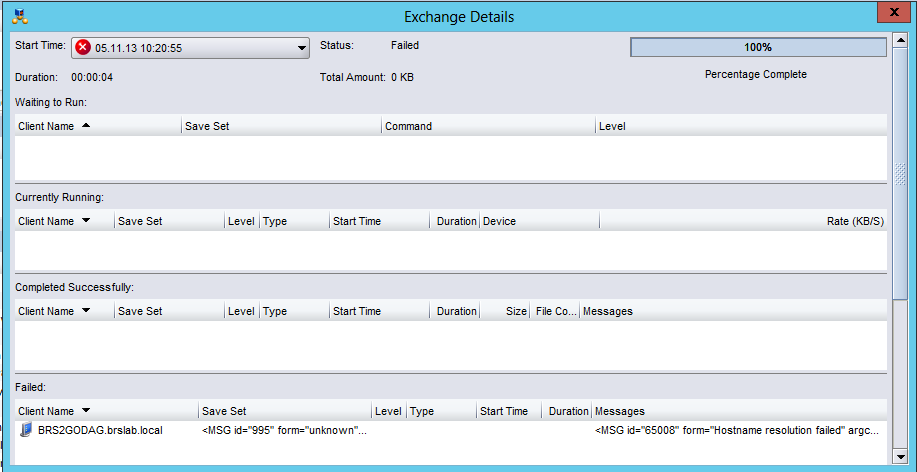 Exchange Details
Start Time: 05.11.13 10:20:55 Status: Failed 100%
Duration: 00:00:04 Total Amount: 0 KB Percentage Complete
Waiting to Run:
Client Name Save Set Command Level
Currently Running:
Client Name Save Set Level Type Start Time Duration Device Rate (KB/S)
Completed Successfully:
Client Name Save Set Level Type Start Time Duration Size File Co... Messages
Failed:
Client Name Save Set Level Type Start Time Duration Messages
BRS2GODAG.brslab.local <MSG id="995" form="unknown"... <MSG id="65008" form="Hostname resolution failed" argc...